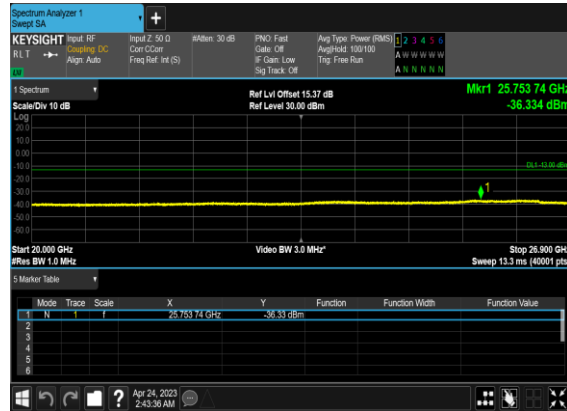 Spectrum Analyzer 1
Swept SA
+
KEYSIGHT
RLT
LW
Input: RF
Coupling: DC
Align: Auto
Input Z: 50 Ω
Corr CCorr
Freq Ref: Int (S)
#Atten: 30 dB
PNO: Fast
Gate: Off
IF Gain: Low
Sig Track: Off
Avg Type: Power (RMS)
Avg|Hold: 100/100
Trig: Free Run
1 2 3 4 5 6
A W W W W W
A N N N N N
1 Spectrum
Scale/Div 10 dB
Ref Lvl Offset 15.37 dB
Ref Level 30.00 dBm
Mkr1 25.753 74 GHz
-36.334 dBm
Log
20.0
10.0
0.00
-10.0
-20.0
-30.0
-40.0
-50.0
-60.0
DL1 -13.00 dBm
1
Start 20.000 GHz
#Res BW 1.0 MHz
Video BW 3.0 MHz*
Stop 26.900 GHz
Sweep 13.3 ms (40001 pts)
5 Marker Table
Mode Trace Scale X Y Function Function Width Function Value
1 N 1 f 25.753 74 GHz -36.33 dBm
2
3
4
5
6
?
Apr 24, 2023
2:43:36 AM